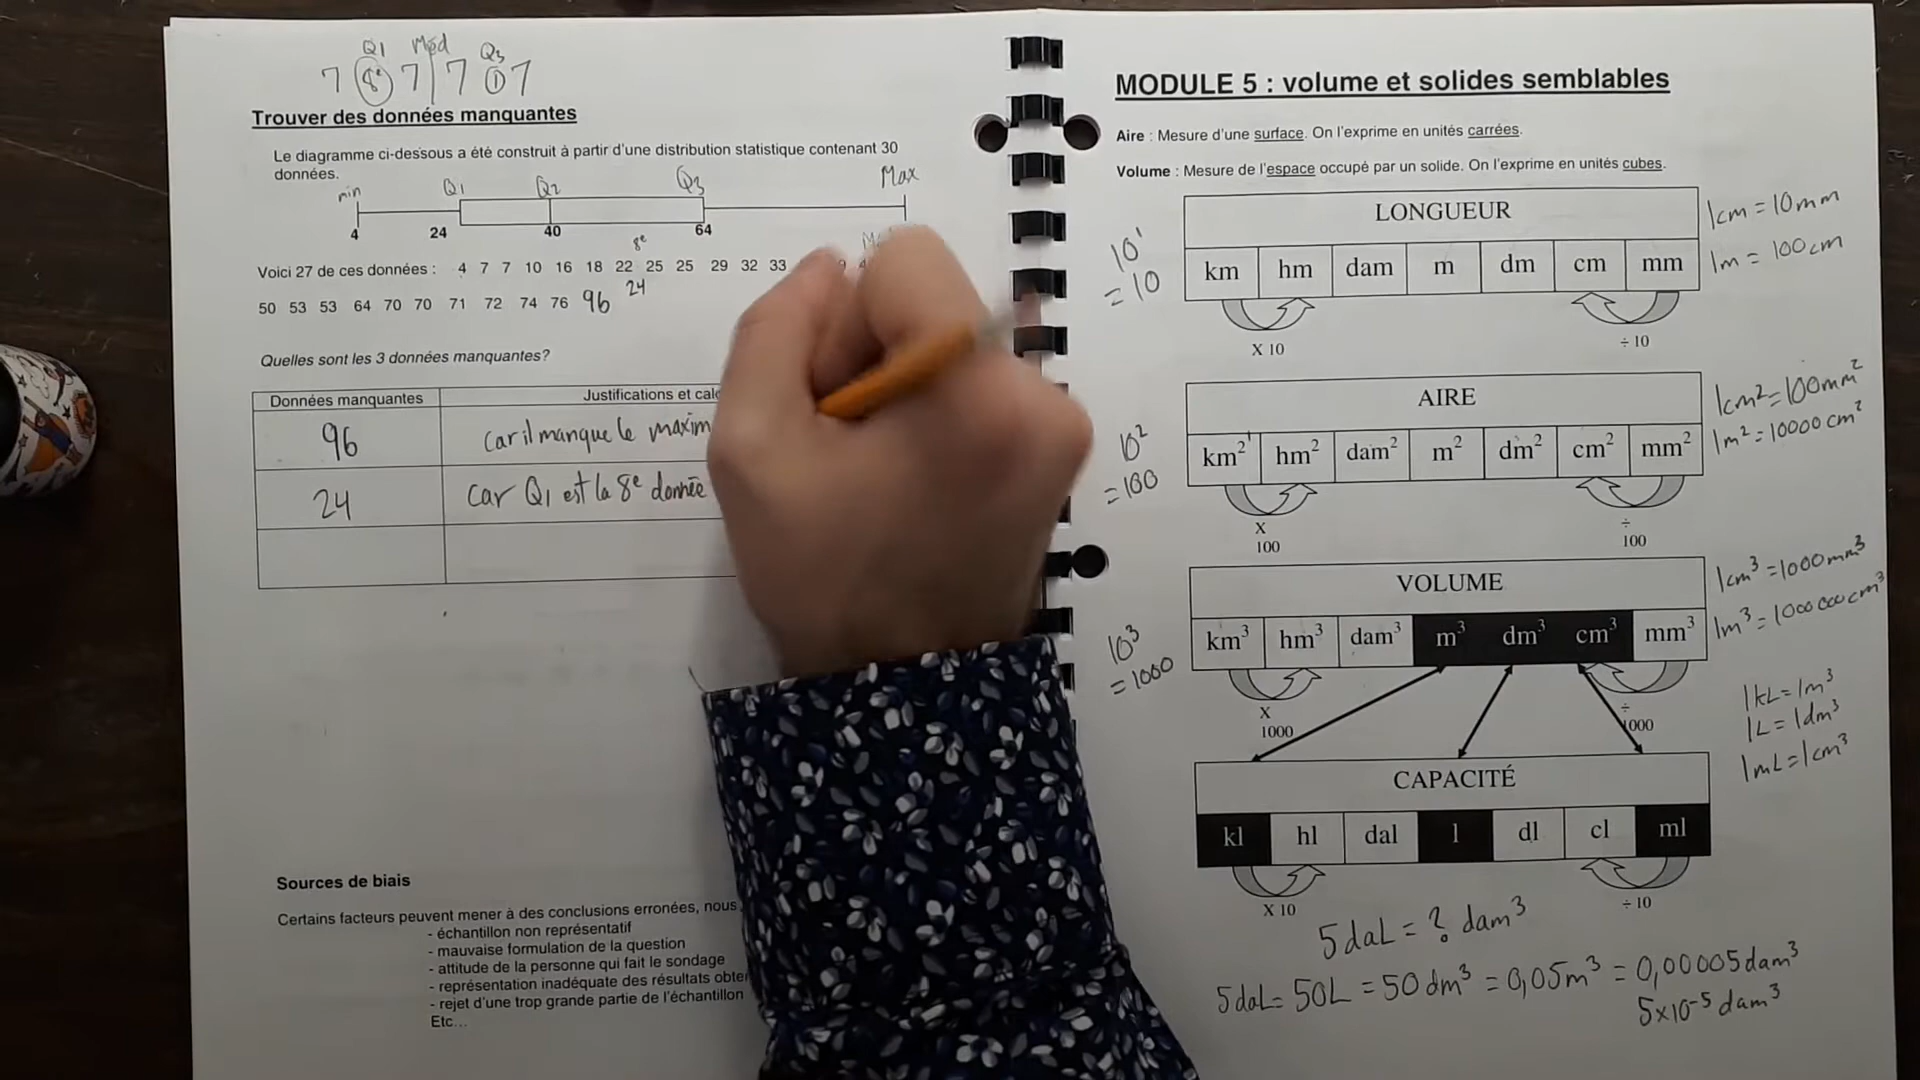 Q1 Méd Q3
7 8e 7 7 1 7
Trouver des données manquantes
Le diagramme ci-dessous a été construit à partir d'une distribution statistique contenant 30
données.
min Q1 Q2 Q3 Max
4 24 40 64
8e
Voici 27 de ces données : 4 7 7 10 16 18 22 25 25 29 32 33
24
50 53 53 64 70 70 71 72 74 76 96
Quelles sont les 3 données manquantes?
Données manquantes Justifications et
96 car il manque le
24 car Q1 est la 8e donnée
Sources de biais
Certains facteurs peuvent mener à des conclusions erronées, nous
- échantillon non représentatif
- mauvaise formulation de la question
- attitude de la personne qui fait le sondage
- représentation inadéquate des résultats
- rejet d'une trop grande partie de l'échantillon
Etc...
MODULE 5 : volume et solides semblables
Aire : Mesure d'une surface. On l'exprime en unités carrées.
Volume : Mesure de l'espace occupé par un solide. On l'exprime en unités cubes.
LONGUEUR
km hm dam m dm cm mm
X 10 ÷ 10
10¹
= 10
1cm = 10mm
1m = 100cm
AIRE
km² hm² dam² m² dm² cm² mm²
X ÷
100 100
10²
= 100
1cm² = 100mm²
1m² = 10000 cm²
VOLUME
km³ hm³ dam³ m³ dm³ cm³ mm³
X ÷
1000 1000
10³
= 1000
1cm³ = 1000mm³
1m³ = 1000 000cm³
1kL = 1m³
1L = 1dm³
1mL = 1cm³
CAPACITÉ
kl hl dal l dl cl ml
X 10 ÷ 10
5daL = ? dam³
5daL = 50L = 50dm³ = 0,05m³ = 0,00005dam³
5x10⁻⁵ dam³